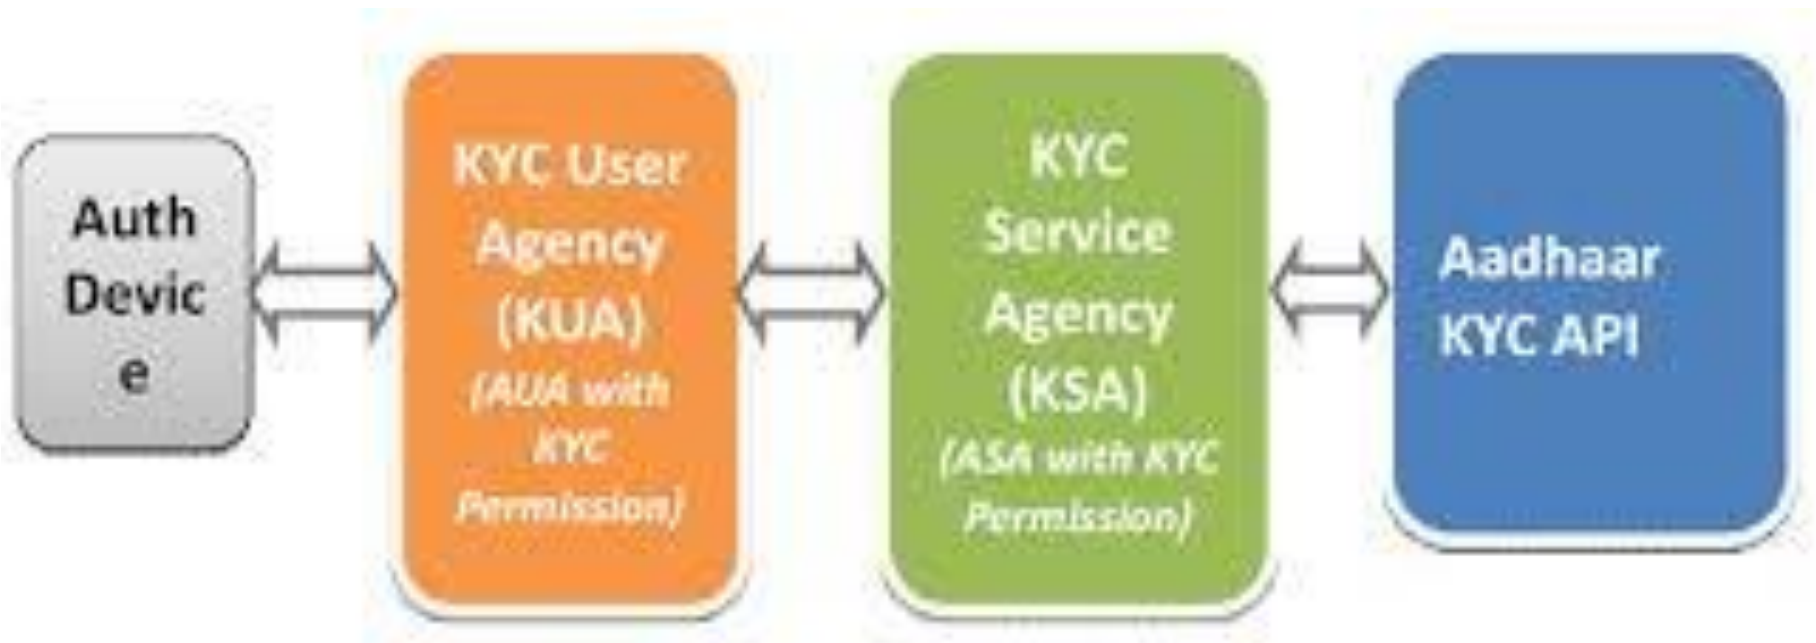 Auth
Devic
e
KYC User
Agency
(KUA)
(AUA with
KYC
Permission)
KYC
Service
Agency
(KSA)
(ASA with KYC
Permission)
Aadhaar
KYC API